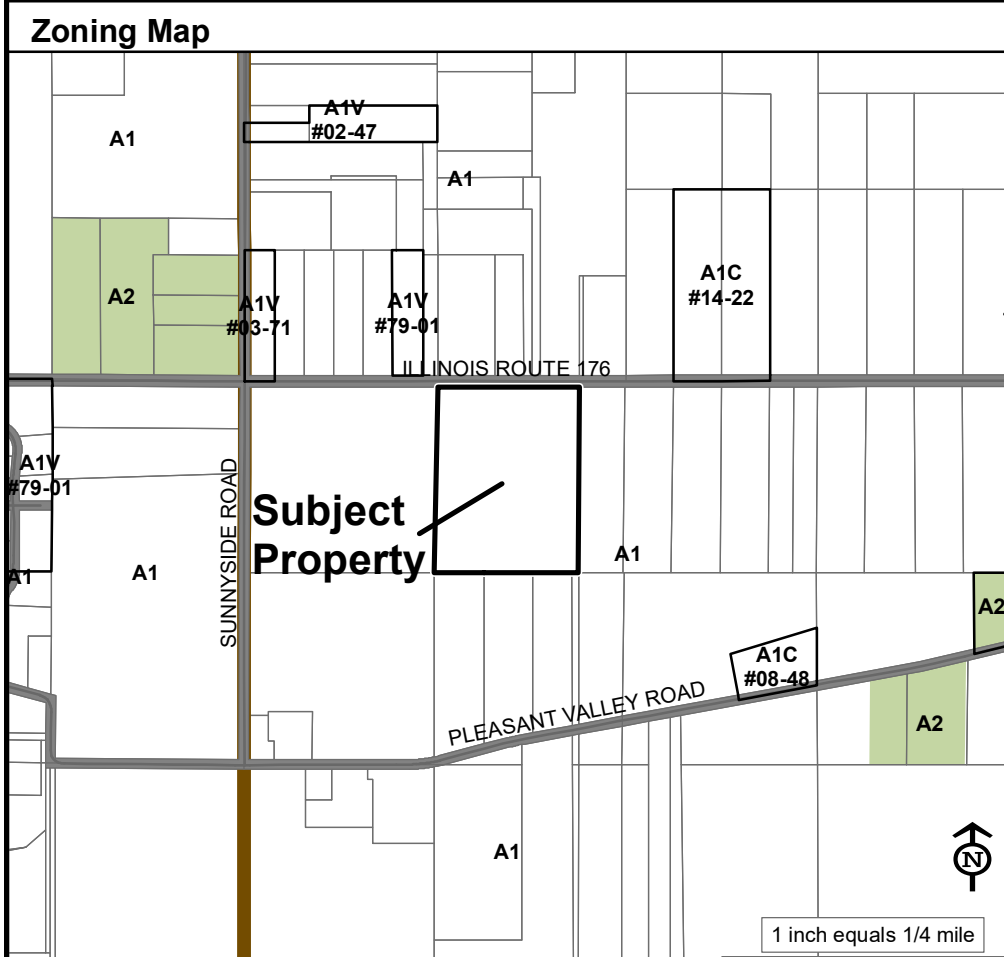 Zoning Map
A1V
#02-47
A1
A1
A1C
#14-22
A2
A1V
#03-71
A1V
#79-01
ILLINOIS ROUTE 176
A1V
#79-01
SUNNYSIDE ROAD
Subject
Property
A1
A1
A1
A2
A1C
#08-48
PLEASANT VALLEY ROAD
A2
A1
N
1 inch equals 1/4 mile